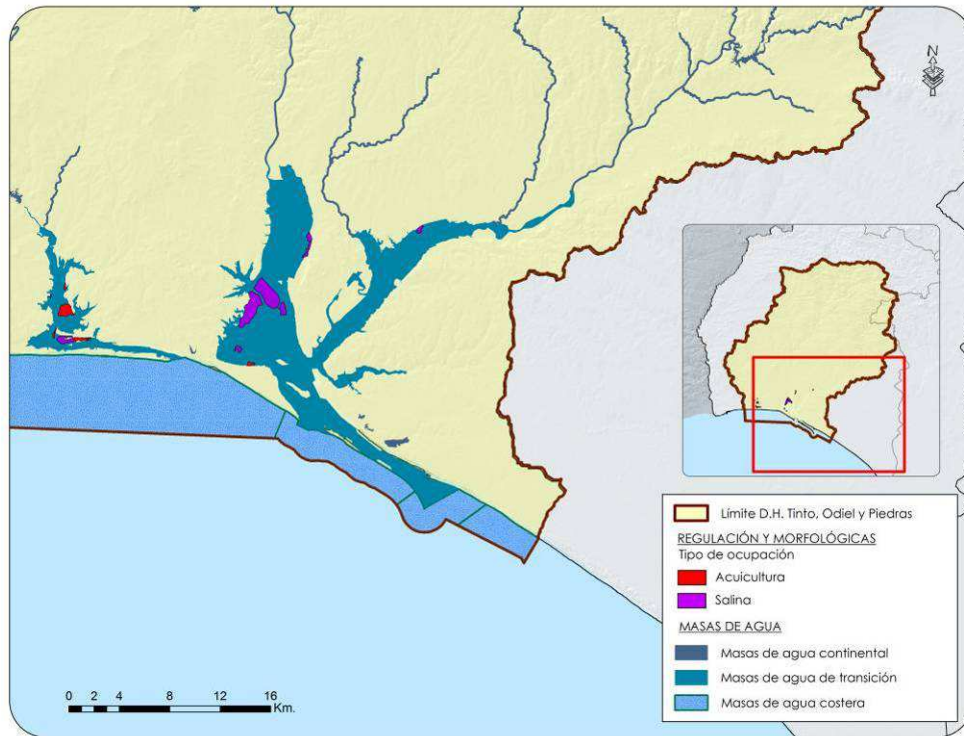 N
Límite D.H. Tinto, Odiel y Piedras
REGULACIÓN Y MORFOLÓGICAS
Tipo de ocupación
Acuicultura
Salina
MASAS DE AGUA
Masas de agua continental
Masas de agua de transición
Masas de agua costera
0 2 4 8 12 16
Km.